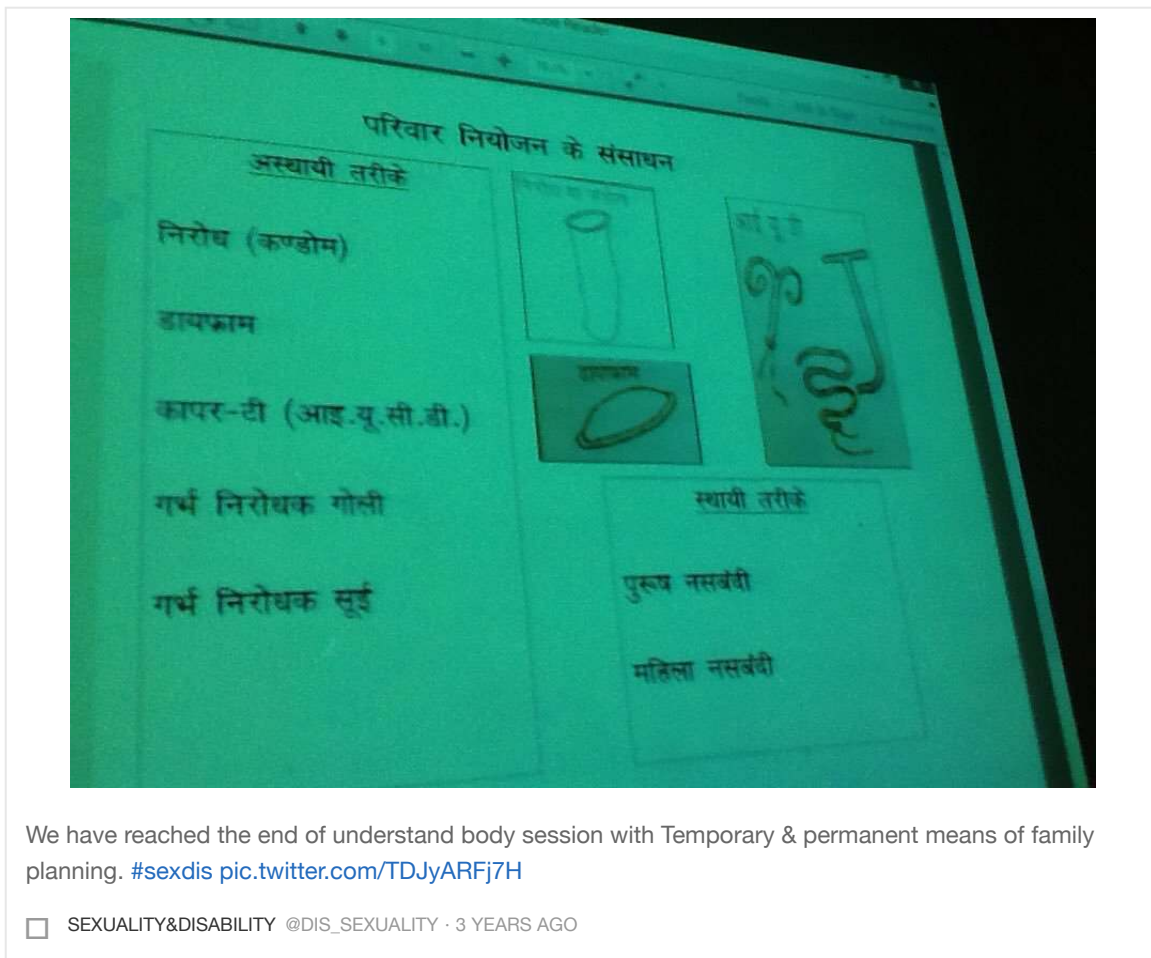 परिवार नियोजन के संसाधन
अस्थायी तरीके
निरोध (कण्डोम)
डायफ्राम
कापर-टी (आइ.यू.सी.डी.)
गर्भ निरोधक गोली
गर्भ निरोधक सूई
आई यू डी
डायफ्राम
स्थायी तरीके
पुरूष नसबंदी
महिला नसबंदी
We have reached the end of understand body session with Temporary & permanent means of family
planning. #sexdis pic.twitter.com/TDJyARFj7H
SEXUALITY&DISABILITY @DIS_SEXUALITY · 3 YEARS AGO